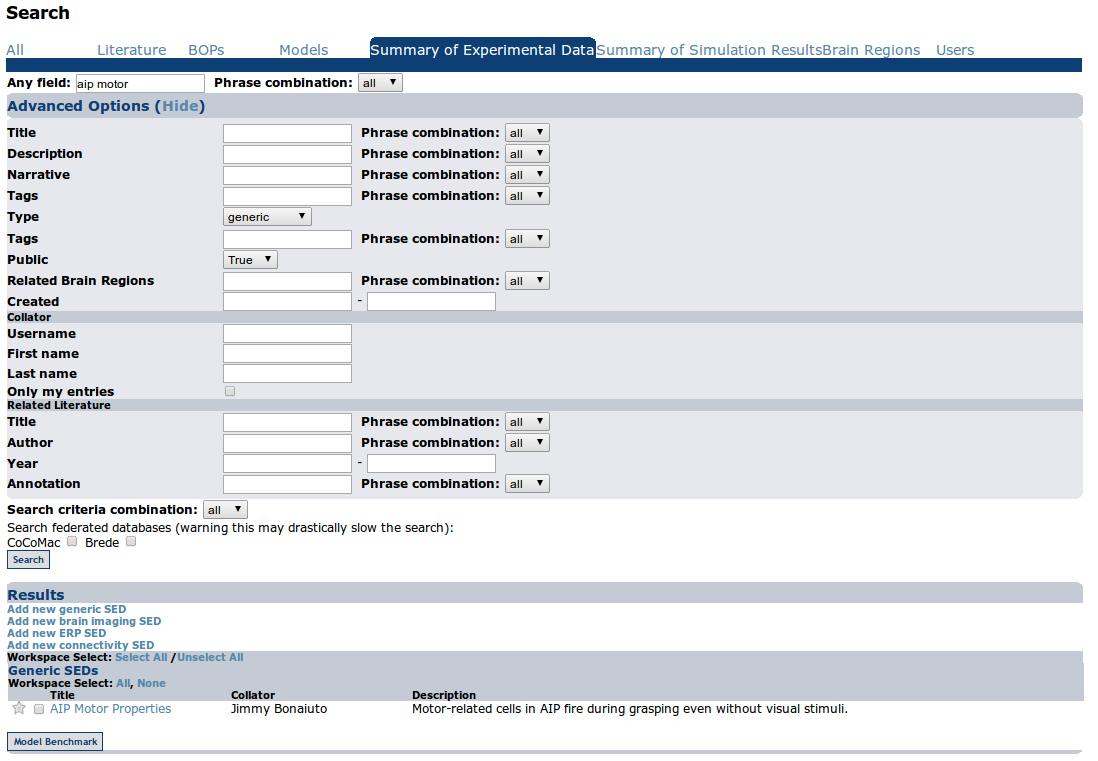 Search
All Literature BOPs Models Summary of Experimental Data Summary of Simulation Results Brain Regions Users
Any field: aip motor Phrase combination: all
Advanced Options (Hide)
Title Phrase combination: all
Description Phrase combination: all
Narrative Phrase combination: all
Tags Phrase combination: all
Type generic
Tags Phrase combination: all
Public True
Related Brain Regions Phrase combination: all
Created -
Collator
Username
First name
Last name
Only my entries
Related Literature
Title Phrase combination: all
Author Phrase combination: all
Year -
Annotation Phrase combination: all
Search criteria combination: all
Search federated databases (warning this may drastically slow the search):
CoCoMac Brede
Search
Results
Add new generic SED
Add new brain imaging SED
Add new ERP SED
Add new connectivity SED
Workspace Select: Select All /Unselect All
Generic SEDs
Workspace Select: All, None
Title Collator Description
AIP Motor Properties Jimmy Bonaiuto Motor-related cells in AIP fire during grasping even without visual stimuli.
Model Benchmark